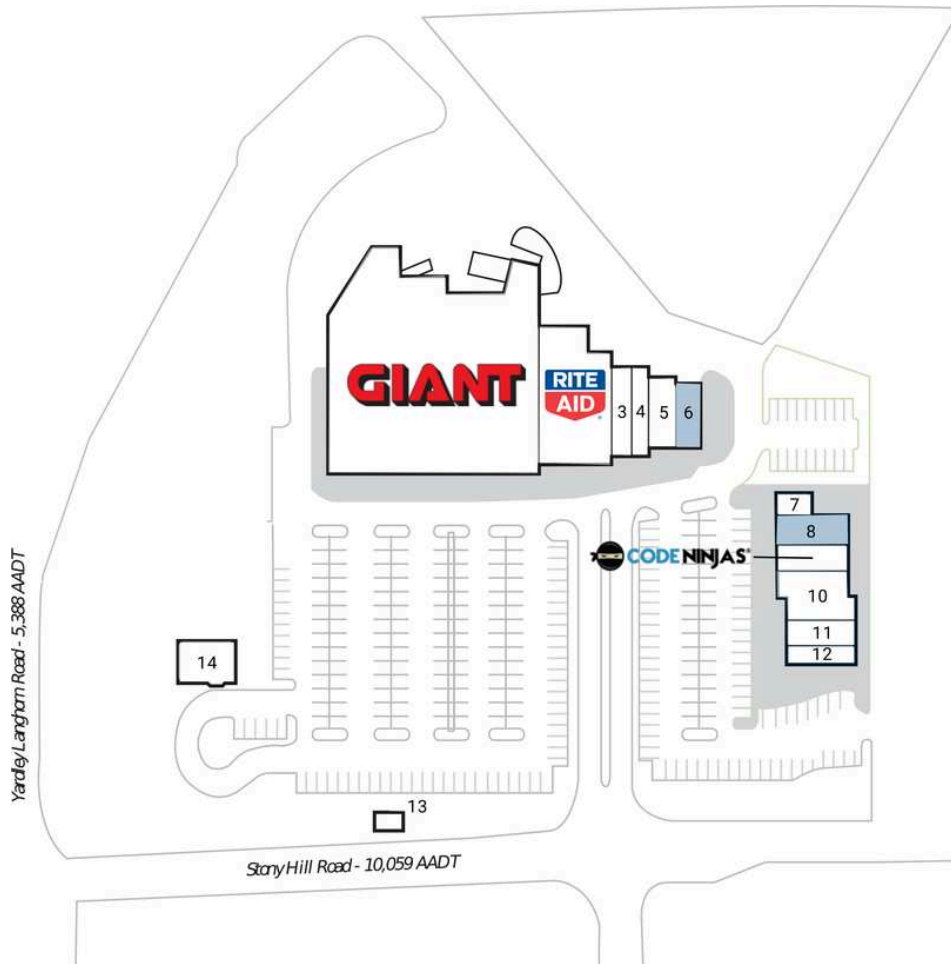 GIANT
RITE
AID
3
4
5
6
7
8
CODE NINJAS
10
11
12
14
13
Yardley Langhorn Road - 5,388 AADT
Stony Hill Road - 10,059 AADT